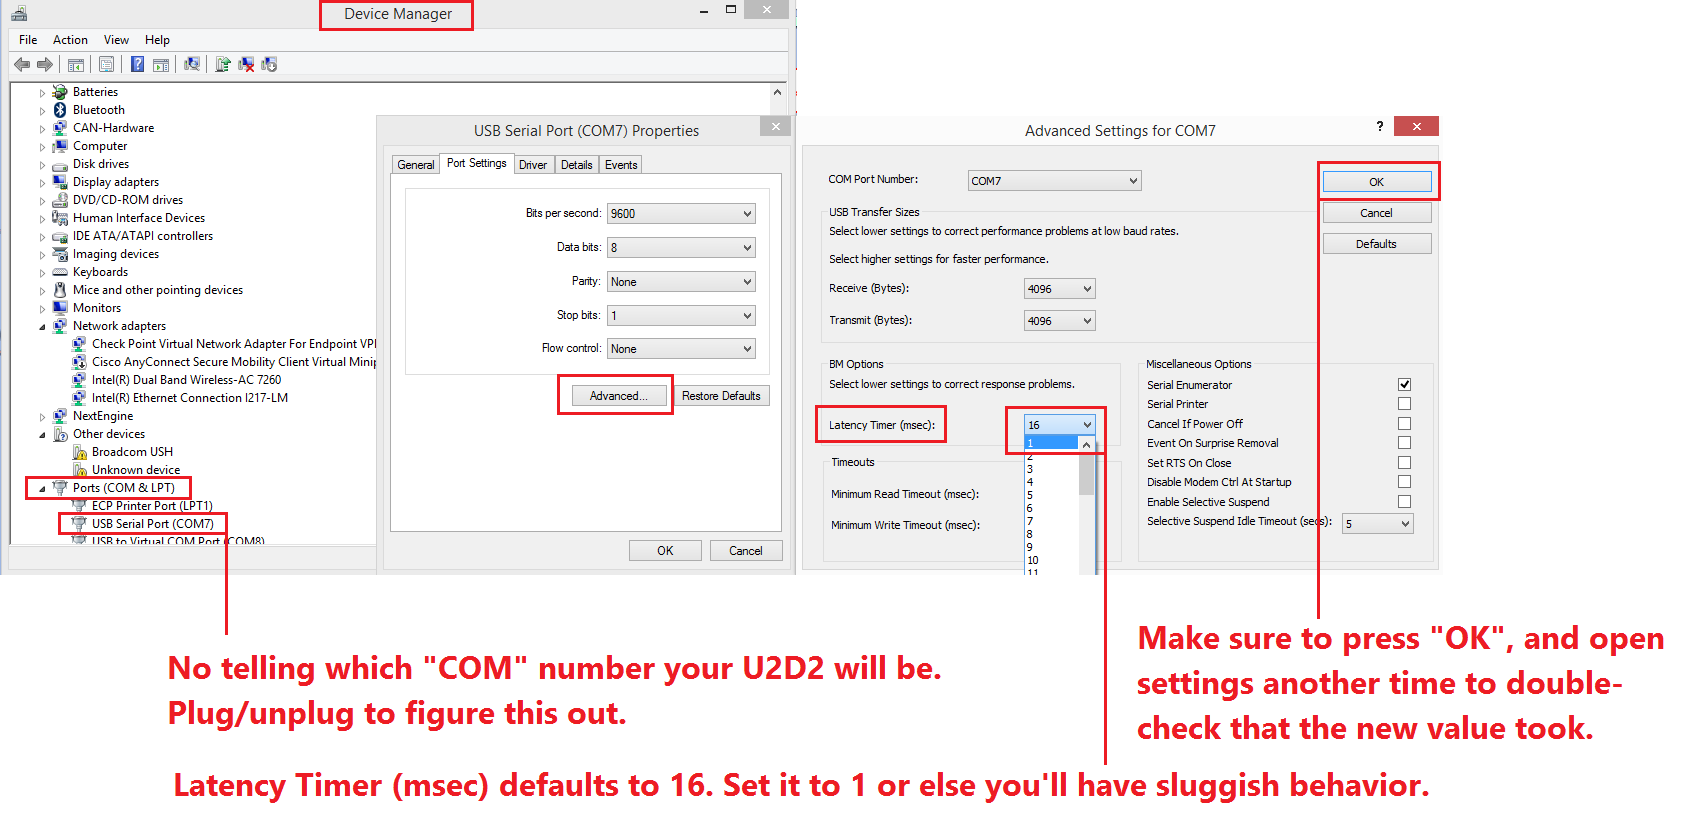 Device Manager
File Action View Help
Batteries
Bluetooth
CAN-Hardware
Computer
Disk drives
Display adapters
DVD/CD-ROM drives
Human Interface Devices
IDE ATA/ATAPI controllers
Imaging devices
Keyboards
Mice and other pointing devices
Monitors
Network adapters
Check Point Virtual Network Adapter For Endpoint VP
Cisco AnyConnect Secure Mobility Client Virtual Minip
Intel(R) Dual Band Wireless-AC 7260
Intel(R) Ethernet Connection I217-LM
NextEngine
Other devices
Broadcom USH
Unknown device
Ports (COM & LPT)
ECP Printer Port (LPT1)
USB Serial Port (COM7)
USB to Virtual COM Port (COM8)
USB Serial Port (COM7) Properties
General Port Settings Driver Details Events
Bits per second: 9600
Data bits: 8
Parity: None
Stop bits: 1
Flow control: None
Advanced... Restore Defaults
OK Cancel
Advanced Settings for COM7
?
COM Port Number: COM7
OK
Cancel
Defaults
USB Transfer Sizes
Select lower settings to correct performance problems at low baud rates.
Select higher settings for faster performance.
Receive (Bytes): 4096
Transmit (Bytes): 4096
BM Options
Select lower settings to correct response problems.
Latency Timer (msec): 16
1
2
3
4
5
6
7
8
9
10
11
Timeouts
Minimum Read Timeout (msec):
Minimum Write Timeout (msec):
Miscellaneous Options
Serial Enumerator
Serial Printer
Cancel If Power Off
Event On Surprise Removal
Set RTS On Close
Disable Modem Ctrl At Startup
Enable Selective Suspend
Selective Suspend Idle Timeout (secs): 5
No telling which "COM" number your U2D2 will be.
Plug/unplug to figure this out.
Make sure to press "OK", and open
settings another time to double-
check that the new value took.
Latency Timer (msec) defaults to 16. Set it to 1 or else you'll have sluggish behavior.